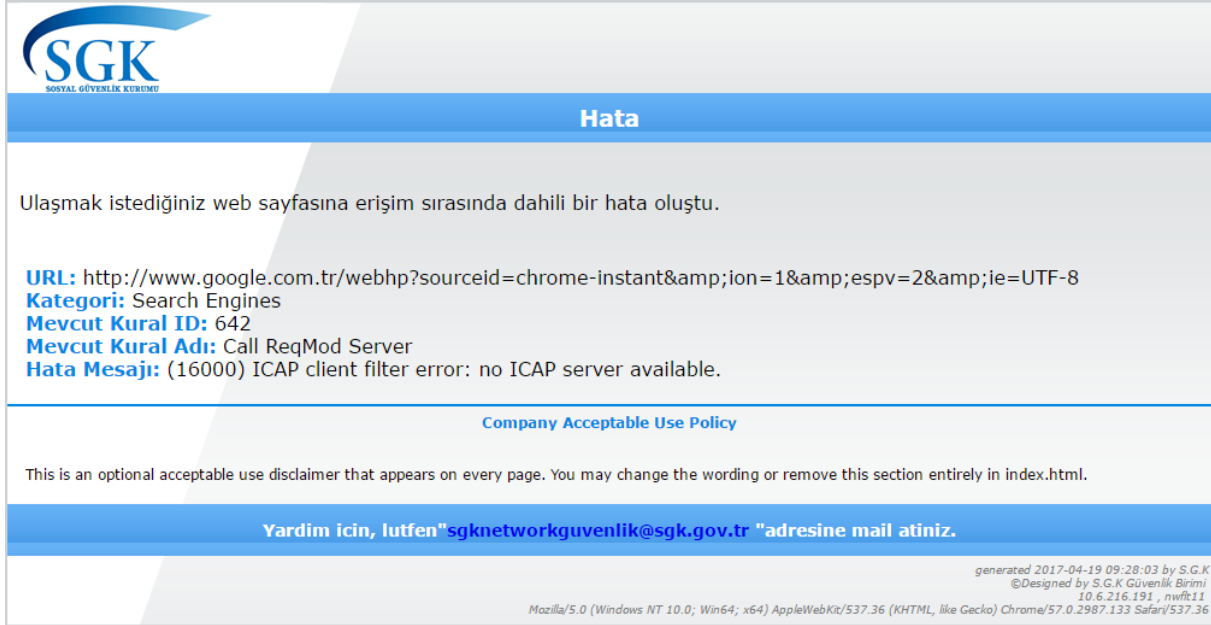 SGK
SOSYAL GÜVENLİK KURUMU
Hata
Ulaşmak istediğiniz web sayfasına erişim sırasında dahili bir hata oluştu.
URL: http://www.google.com.tr/webhp?sourceid=chrome-instant&amp;ion=1&amp;espv=2&amp;ie=UTF-8
Kategori: Search Engines
Mevcut Kural ID: 642
Mevcut Kural Adı: Call ReqMod Server
Hata Mesajı: (16000) ICAP client filter error: no ICAP server available.
Company Acceptable Use Policy
This is an optional acceptable use disclaimer that appears on every page. You may change the wording or remove this section entirely in index.html.
Yardim icin, lutfen"sgknetworkguvenlik@sgk.gov.tr "adresine mail atiniz.
generated 2017-04-19 09:28:03 by S.G.K
©Designed by S.G.K Güvenlik Birimi
10.6.216.191 , nwflt11
Mozilla/5.0 (Windows NT 10.0; Win64; x64) AppleWebKit/537.36 (KHTML, like Gecko) Chrome/57.0.2987.133 Safari/537.36